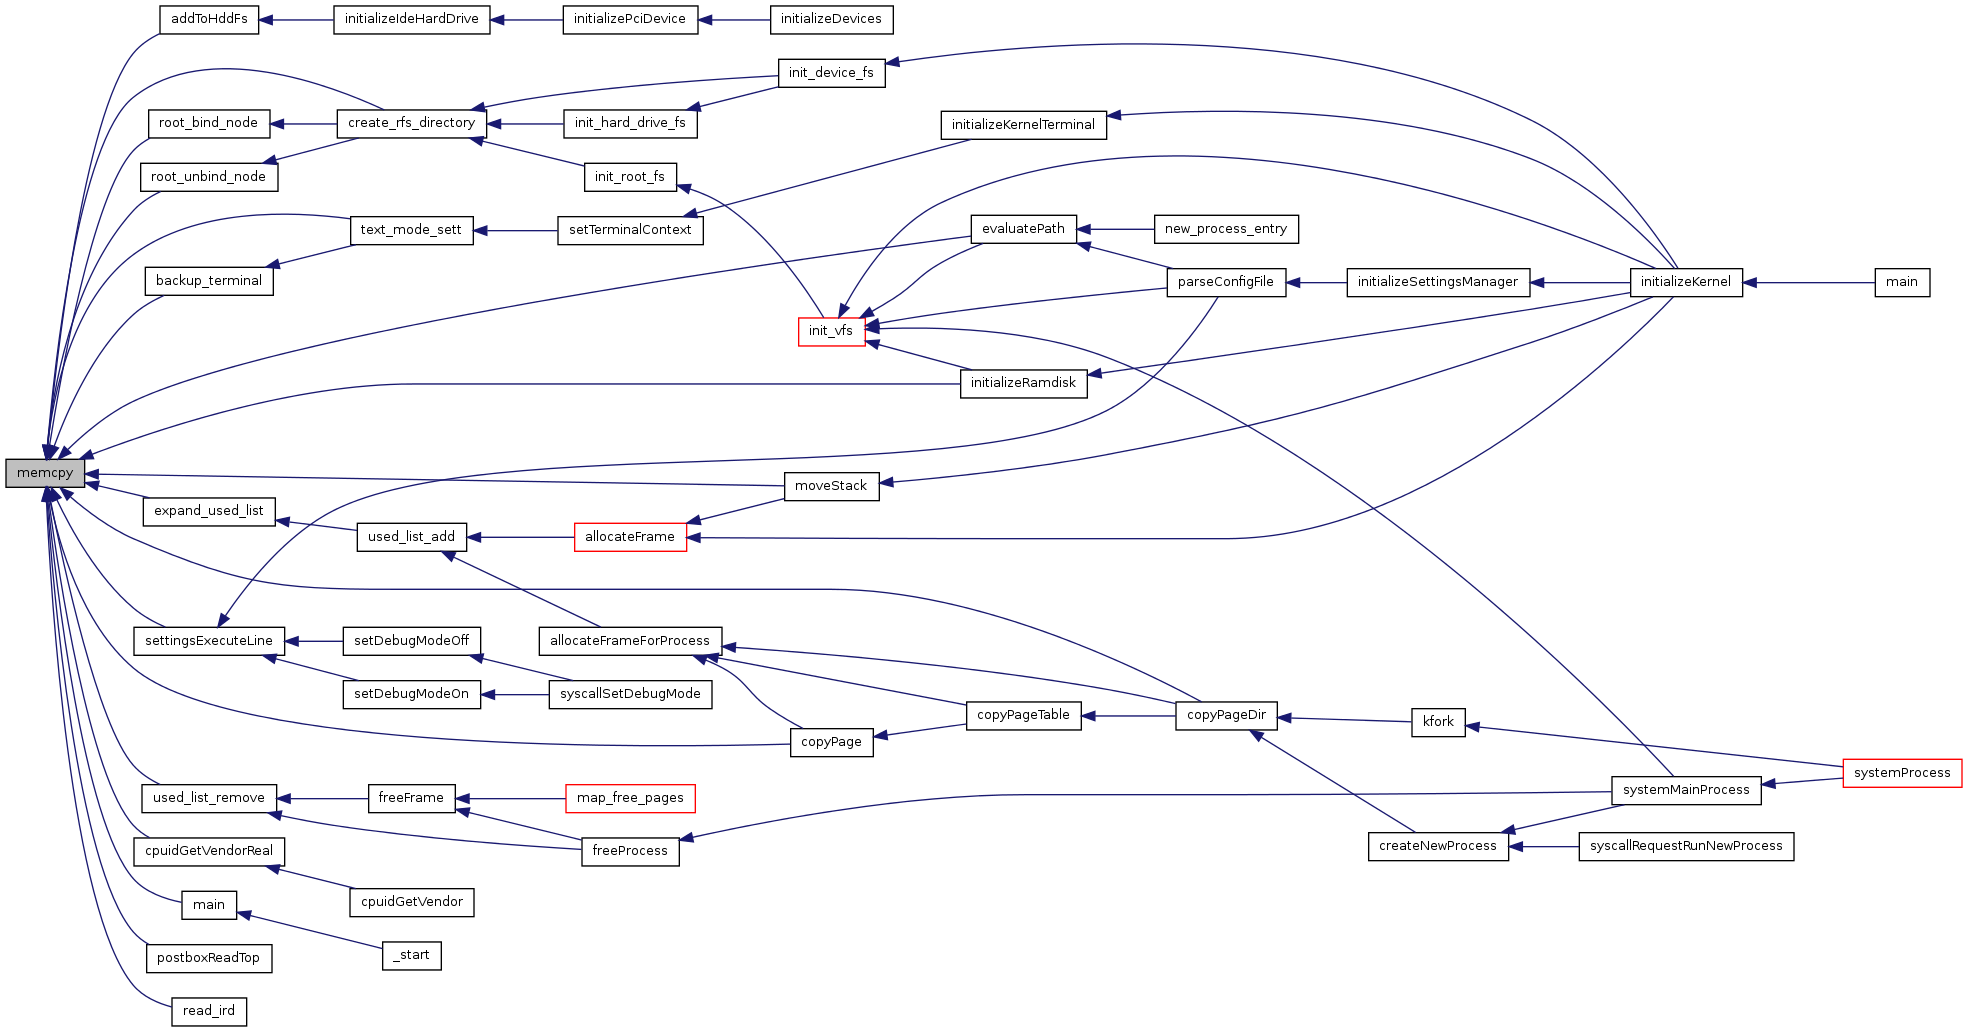 addToHddFs
initializeIdeHardDrive
initializePciDevice
initializeDevices
init_device_fs
root_bind_node
create_rfs_directory
init_hard_drive_fs
initializeKernelTerminal
root_unbind_node
init_root_fs
text_mode_sett
setTerminalContext
evaluatePath
new_process_entry
backup_terminal
parseConfigFile
initializeSettingsManager
initializeKernel
main
init_vfs
initializeRamdisk
memcpy
moveStack
expand_used_list
used_list_add
allocateFrame
settingsExecuteLine
setDebugModeOff
allocateFrameForProcess
setDebugModeOn
syscallSetDebugMode
copyPageTable
copyPageDir
kfork
copyPage
systemProcess
used_list_remove
freeFrame
map_free_pages
systemMainProcess
cpuidGetVendorReal
freeProcess
createNewProcess
syscallRequestRunNewProcess
main
cpuidGetVendor
postboxReadTop
_start
read_ird